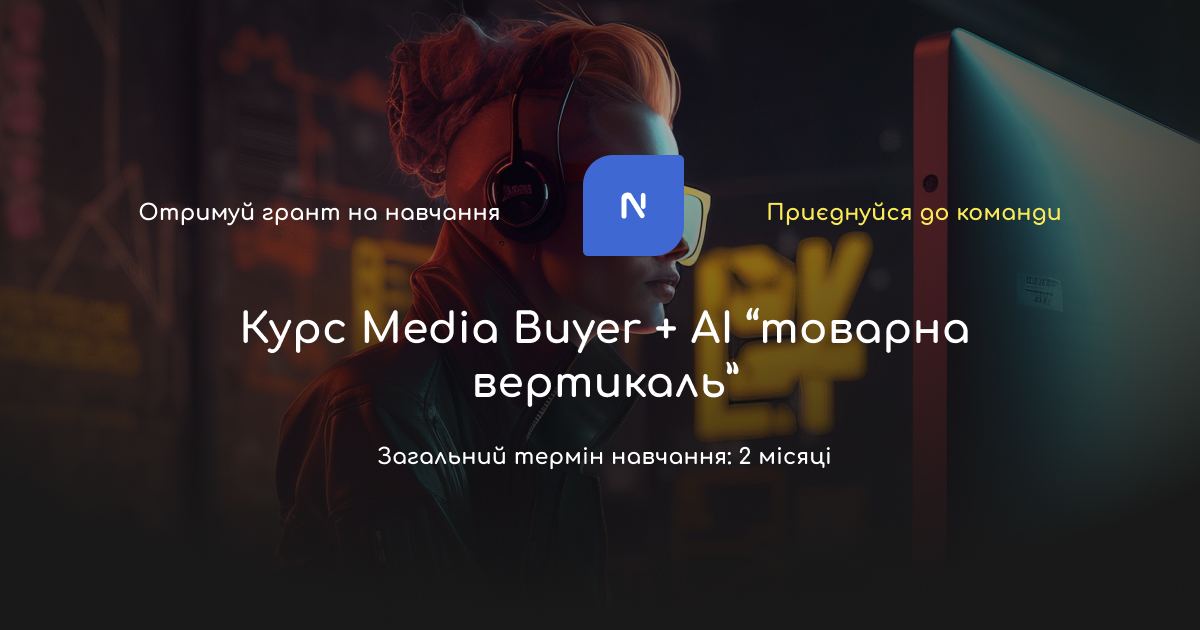 Отримуй грант на навчання
N
Приєднуйся до команди
Курс Media Buyer + AI “товарна
вертикаль”
Загальний термін навчання: 2 місяці